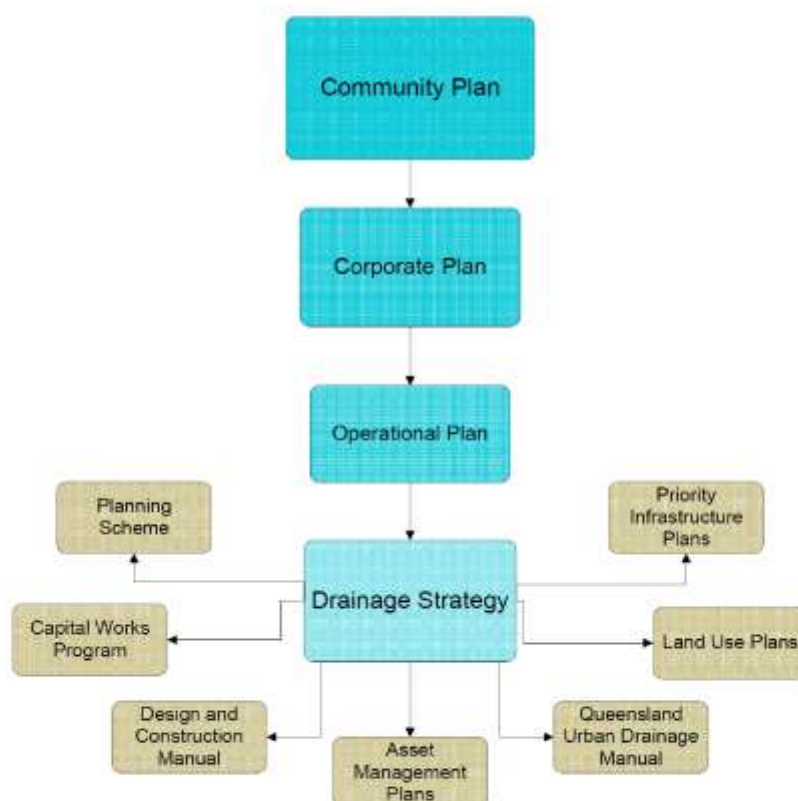 Community Plan
Corporate Plan
Operational Plan
Planning
Scheme
Priority
Infrastructure
Plans
Drainage Strategy
Capital Works
Program
Land Use Plans
Design and
Construction
Manual
Asset
Management
Plans
Queensland
Urban Drainage
Manual